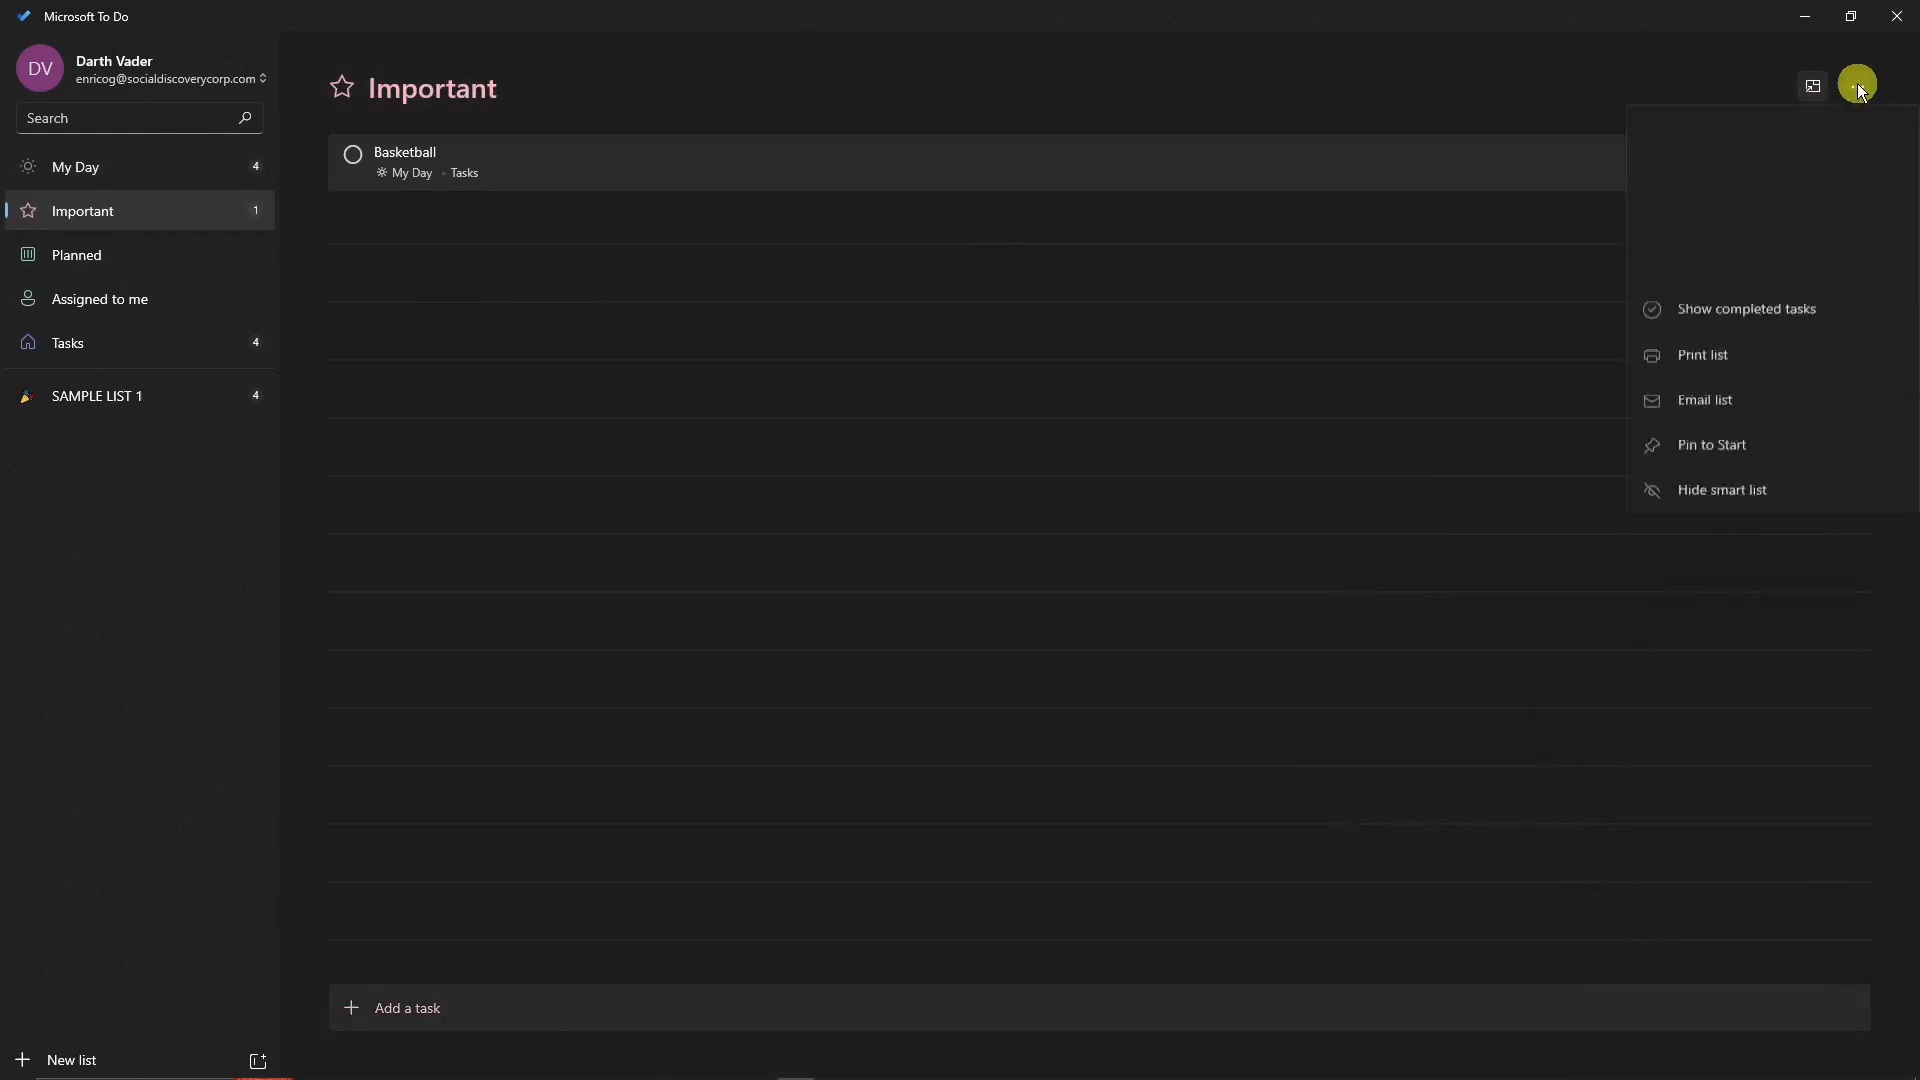 Microsoft To Do
DV
Darth Vader
enricog@socialdiscoverycorp.com
Search
My Day 4
Important 1
Planned
Assigned to me
Tasks 4
SAMPLE LIST 1 4
New list
Important
Basketball
My Day · Tasks
Show completed tasks
Print list
Email list
Pin to Start
Hide smart list
Add a task